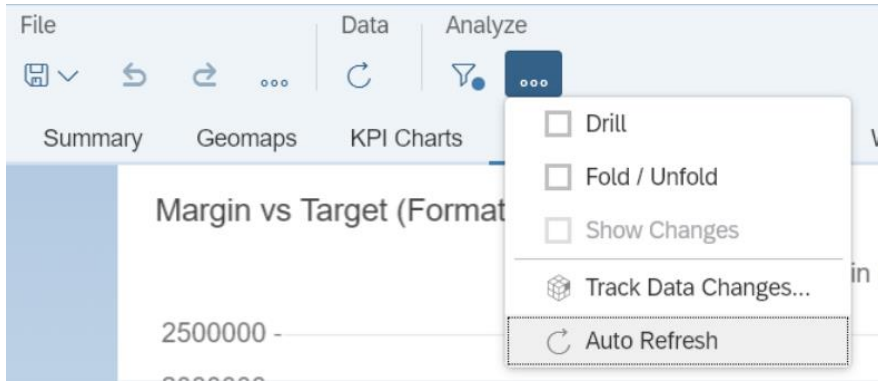 File Data Analyze
Summary Geomaps KPI Charts
Drill
Fold / Unfold
Margin vs Target (Format
Show Changes
in
Track Data Changes...
2500000
Auto Refresh